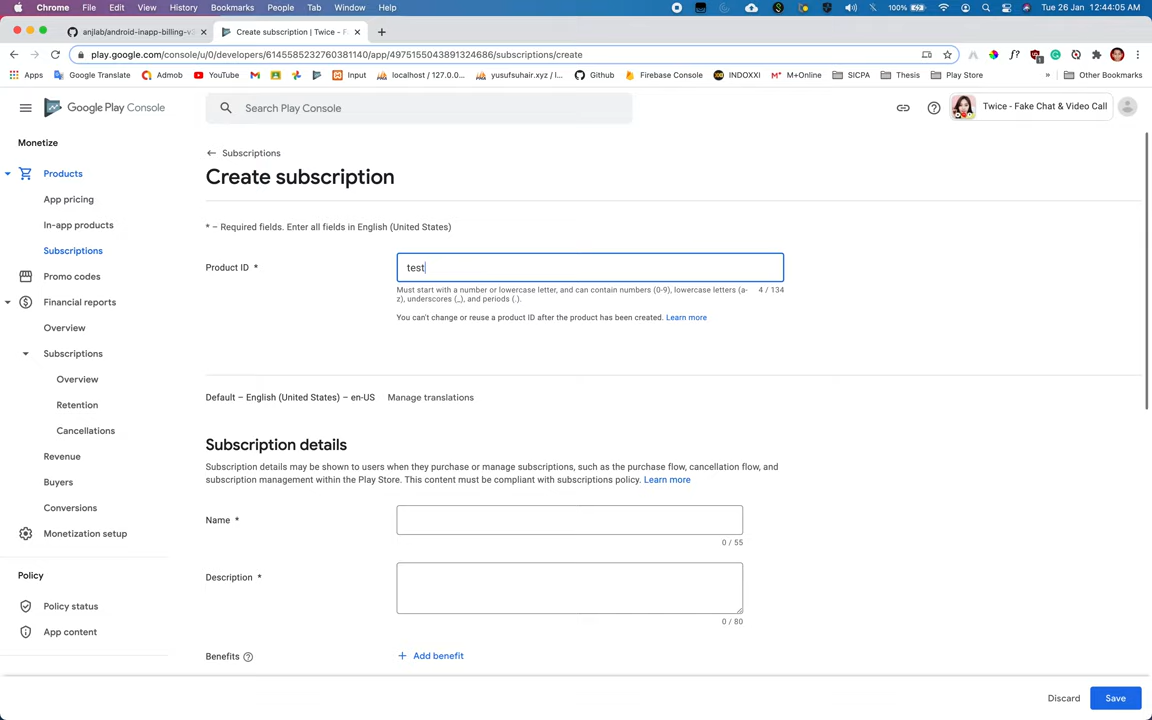 Chrome File Edit View History Bookmarks People Tab Window Help 100% Tue 26 Jan 12:44:05 AM
anjlab/android-inapp-billing-v Create subscription | Twice - F
play.google.com/console/u/0/developers/6145585232760381140/app/4975155043891324686/subscriptions/create
Apps Google Translate Admob YouTube Input localhost / 127.0.0... yusufsuhair.xyz / l... Github Firebase Console INDOXXI M+Online SICPA Thesis Play Store » Other Bookmarks
Google Play Console
Search Play Console
Twice - Fake Chat & Video Call
Monetize
Products
App pricing
In-app products
Subscriptions
Promo codes
Financial reports
Overview
Subscriptions
Overview
Retention
Cancellations
Revenue
Buyers
Conversions
Monetization setup
Policy
Policy status
App content
← Subscriptions
Create subscription
* – Required fields. Enter all fields in English (United States)
Product ID *
test
Must start with a number or lowercase letter, and can contain numbers (0-9), lowercase letters (a-
z), underscores (_), and periods (.).
4 / 134
You can't change or reuse a product ID after the product has been created. Learn more
Default – English (United States) – en-US Manage translations
Subscription details
Subscription details may be shown to users when they purchase or manage subscriptions, such as the purchase flow, cancellation flow, and
subscription management within the Play Store. This content must be compliant with subscriptions policy. Learn more
Name *
0 / 55
Description *
0 / 80
Benefits
+ Add benefit
Discard Save